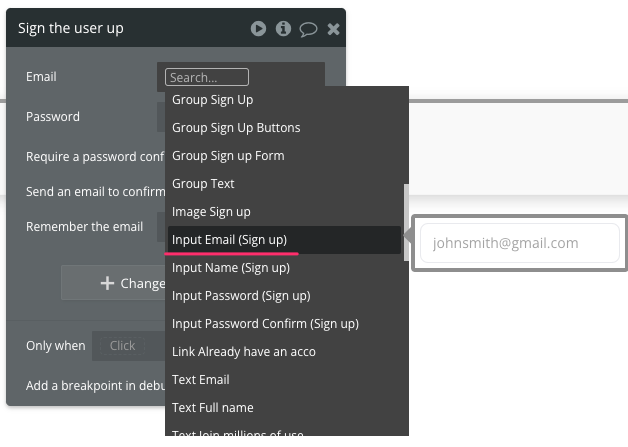 Sign the user up
Email
Search...
Group Sign Up
Password
Group Sign Up Buttons
Require a password conf
Group Sign up Form
Send an email to confirm
Group Text
Image Sign up
Remember the email
Input Email (Sign up)
johnsmith@gmail.com
Input Name (Sign up)
Change
Input Password (Sign up)
Input Password Confirm (Sign up)
Only when
Click
Link Already have an acco
Text Email
Add a breakpoint in debu
Text Full name
Text Join millions of use